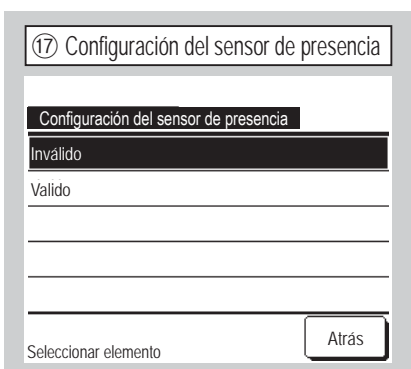 ⑰ Configuración del sensor de presencia
Configuración del sensor de presencia
Inválido
Valido
Seleccionar elemento
Atrás